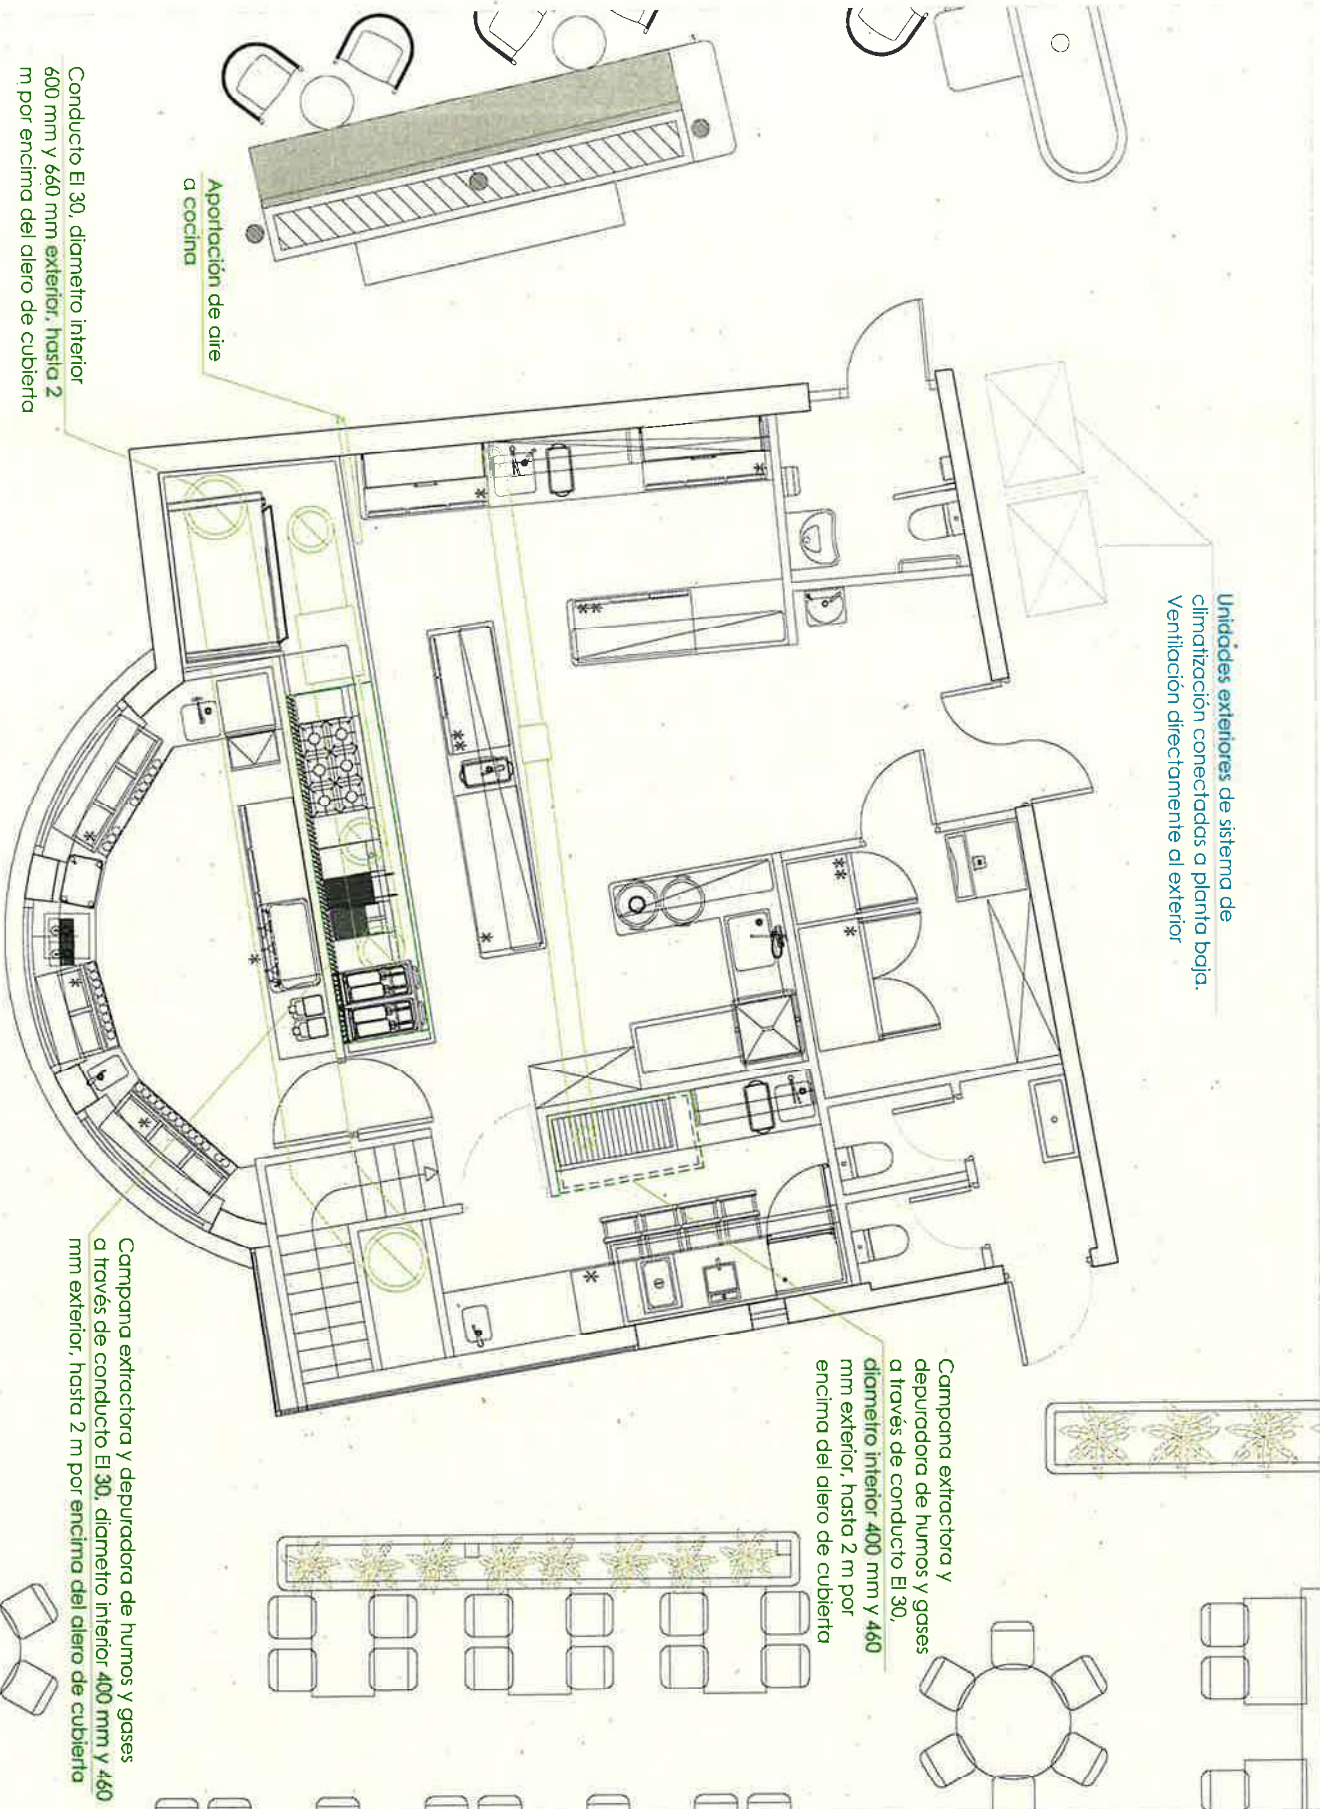 Unidades exteriores de sistema de
climatización conectadas a planta baja.
Ventilación directamente al exterior
Aportación de aire
a cocina
Conducto EI 30, diametro interior
600 mm y 660 mm exterior, hasta 2
m por encima del alero de cubierta
Campana extractora y
depuradora de humos y gases
a través de conducto EI 30,
diametro interior 400 mm y 460
mm exterior, hasta 2 m por
encima del alero de cubierta
Campana extractora y depuradora de humos y gases
a través de conducto EI 30, diametro interior 400 mm y 460
mm exterior, hasta 2 m por encima del alero de cubierta